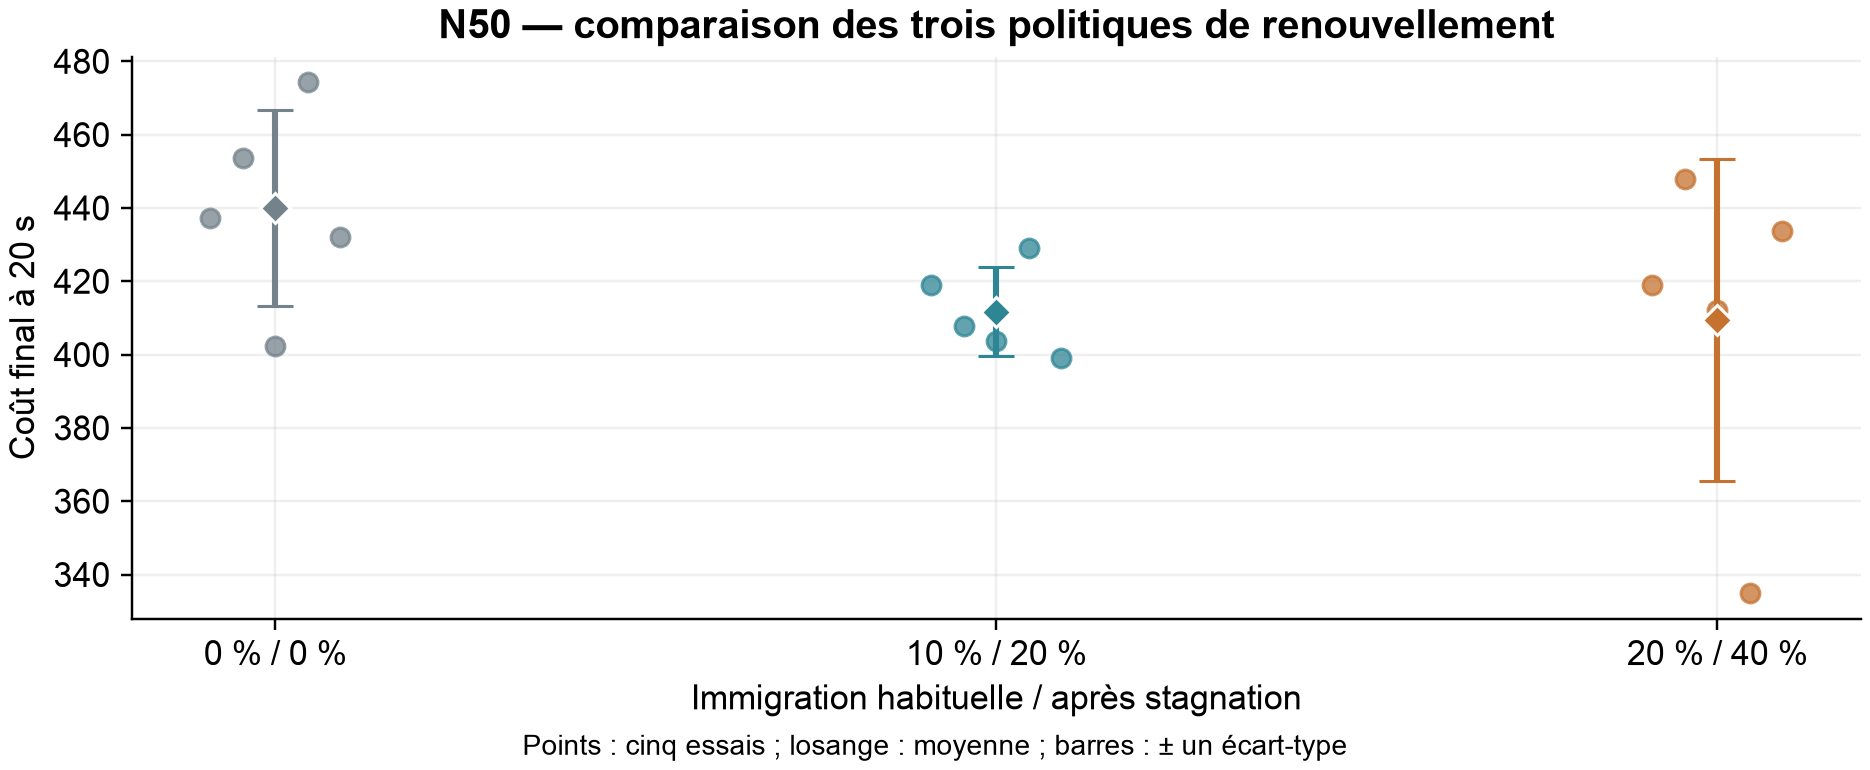 N50 — comparaison des trois politiques de renouvellement
Coût final à 20 s
480
460
440
420
400
380
360
340
0 % / 0 %
10 % / 20 %
20 % / 40 %
Immigration habituelle / après stagnation
Points : cinq essais ; losange : moyenne ; barres : ± un écart-type